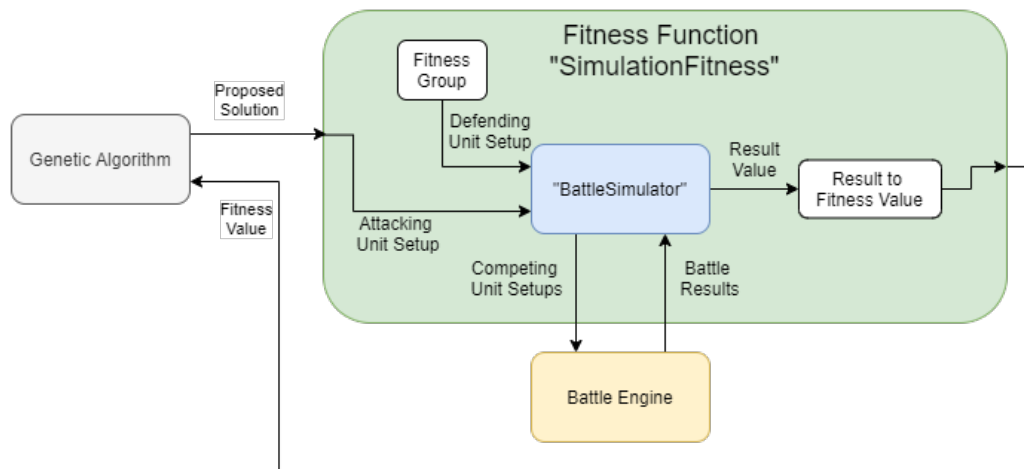 Fitness Function
"SimulationFitness"
Fitness
Group
Proposed
Solution
Defending
Unit Setup
Genetic Algorithm
"BattleSimulator"
Result
Value
Result to
Fitness Value
Fitness
Value
Attacking
Unit Setup
Competing
Unit Setups
Battle
Results
Battle Engine